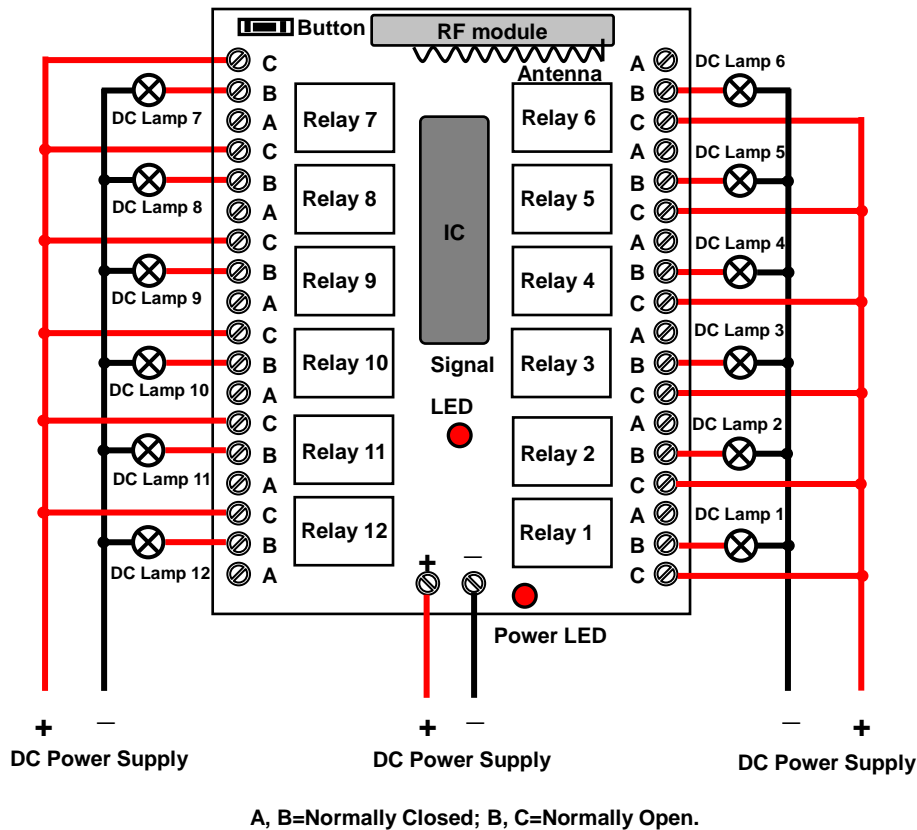 Button
RF module
Antenna
C
B
A
C
B
A
C
B
A
C
B
A
C
B
A
C
B
A
DC Lamp 7
DC Lamp 8
DC Lamp 9
DC Lamp 10
DC Lamp 11
DC Lamp 12
Relay 7
Relay 8
Relay 9
Relay 10
Relay 11
Relay 12
IC
Signal
LED
Relay 6
Relay 5
Relay 4
Relay 3
Relay 2
Relay 1
A
B
C
A
B
C
A
B
C
A
B
C
A
B
C
A
B
C
DC Lamp 6
DC Lamp 5
DC Lamp 4
DC Lamp 3
DC Lamp 2
DC Lamp 1
+ –
Power LED
+ –
DC Power Supply
+ –
DC Power Supply
– +
DC Power Supply
A, B=Normally Closed; B, C=Normally Open.